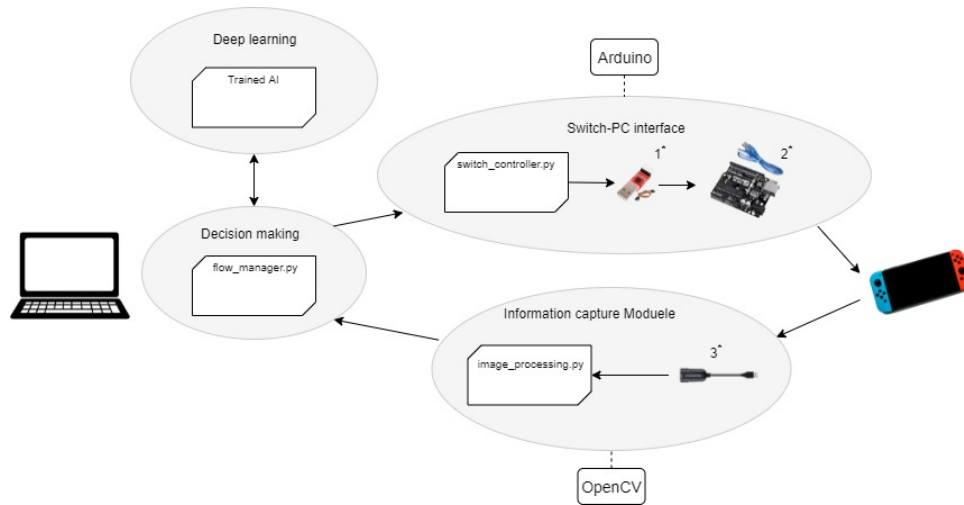 Deep learning
Trained AI
Arduino
Switch-PC interface
switch_controller.py
1*
2*
Decision making
flow_manager.py
Information capture Moduele
image_processing.py
3*
OpenCV